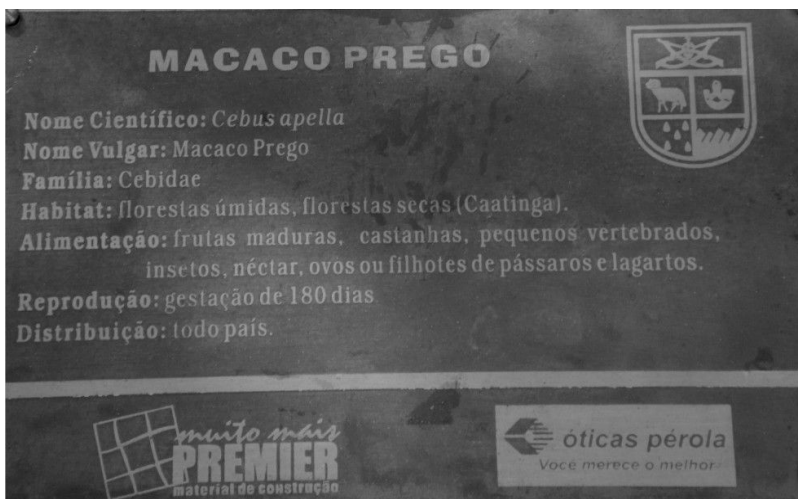 MACACO PREGO
Nome Científico: Cebus apella
Nome Vulgar: Macaco Prego
Família: Cebidae
Habitat: florestas úmidas, florestas secas (Caatinga).
Alimentação: frutas maduras, castanhas, pequenos vertebrados,
insetos, néctar, ovos ou filhotes de pássaros e lagartos.
Reprodução: gestação de 180 dias
Distribuição: todo país.
muito mais
PREMIER
material de construção
óticas pérola
Você merece o melhor